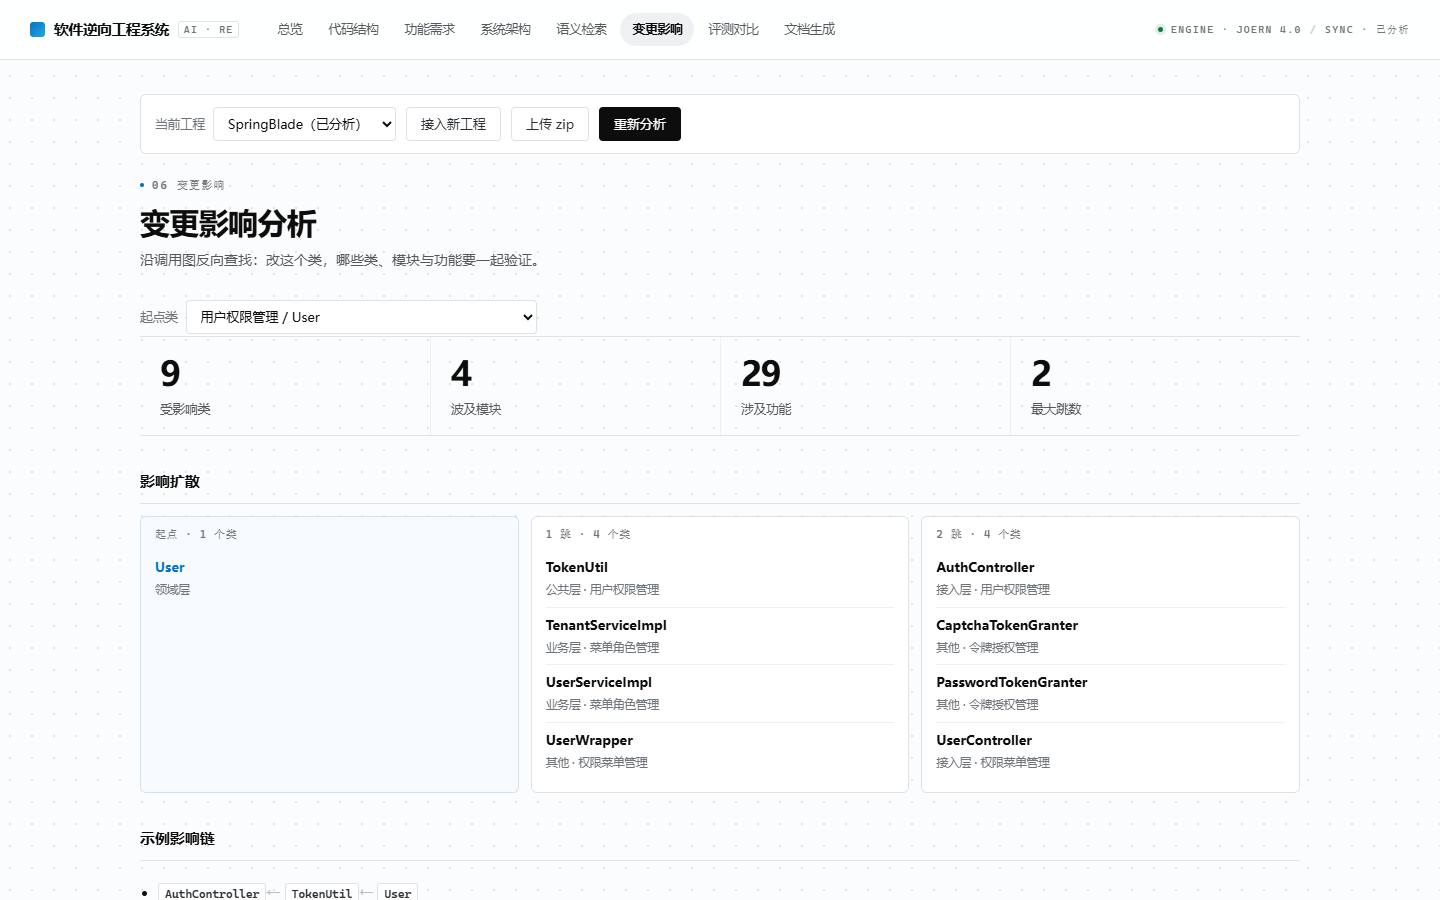 软件逆向工程系统 AI · RE 总览 代码结构 功能需求 系统架构 语义检索 变更影响 评测对比 文档生成 ENGINE · JOERN 4.0 / SYNC · 已分析
当前工程 SpringBlade（已分析） 接入新工程 上传 zip 重新分析
06 变更影响
变更影响分析
沿调用图反向查找：改这个类，哪些类、模块与功能要一起验证。
起点类 用户权限管理 / User
9 4 29 2
受影响类 波及模块 涉及功能 最大跳数
影响扩散
起点 · 1 个类
User
领域层
1 跳 · 4 个类
TokenUtil
公共层 · 用户权限管理
TenantServiceImpl
业务层 · 菜单角色管理
UserServiceImpl
业务层 · 菜单角色管理
UserWrapper
其他 · 权限菜单管理
2 跳 · 4 个类
AuthController
接入层 · 用户权限管理
CaptchaTokenGranter
其他 · 令牌授权管理
PasswordTokenGranter
其他 · 令牌授权管理
UserController
接入层 · 权限菜单管理
示例影响链
AuthController ← TokenUtil ← User